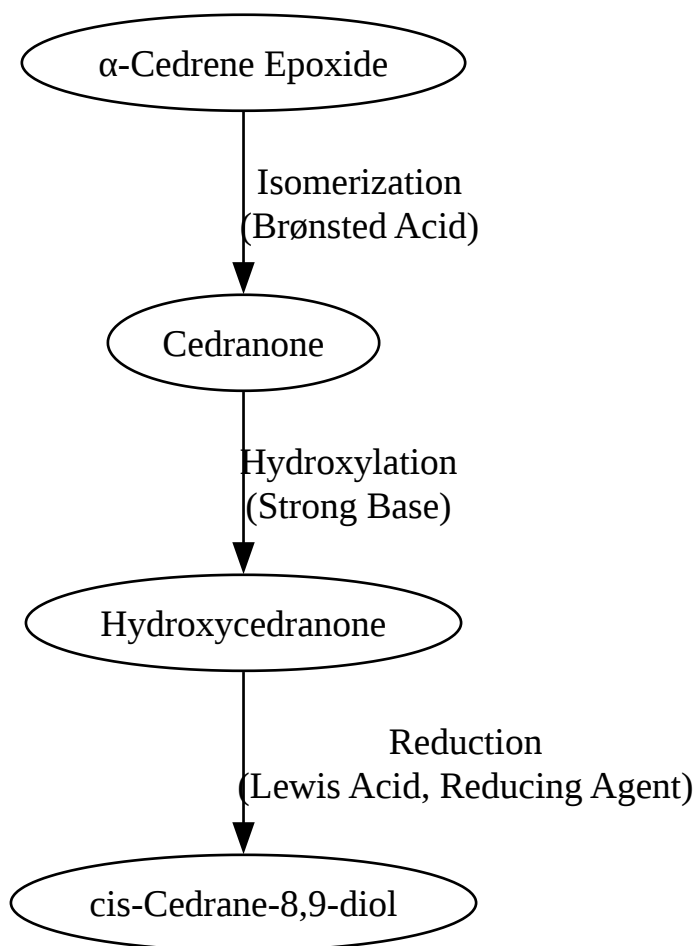 α-Cedrene Epoxide
Isomerization
(Brønsted Acid)
Cedranone
Hydroxylation
(Strong Base)
Hydroxycedranone
Reduction
(Lewis Acid, Reducing Agent)
cis-Cedrane-8,9-diol